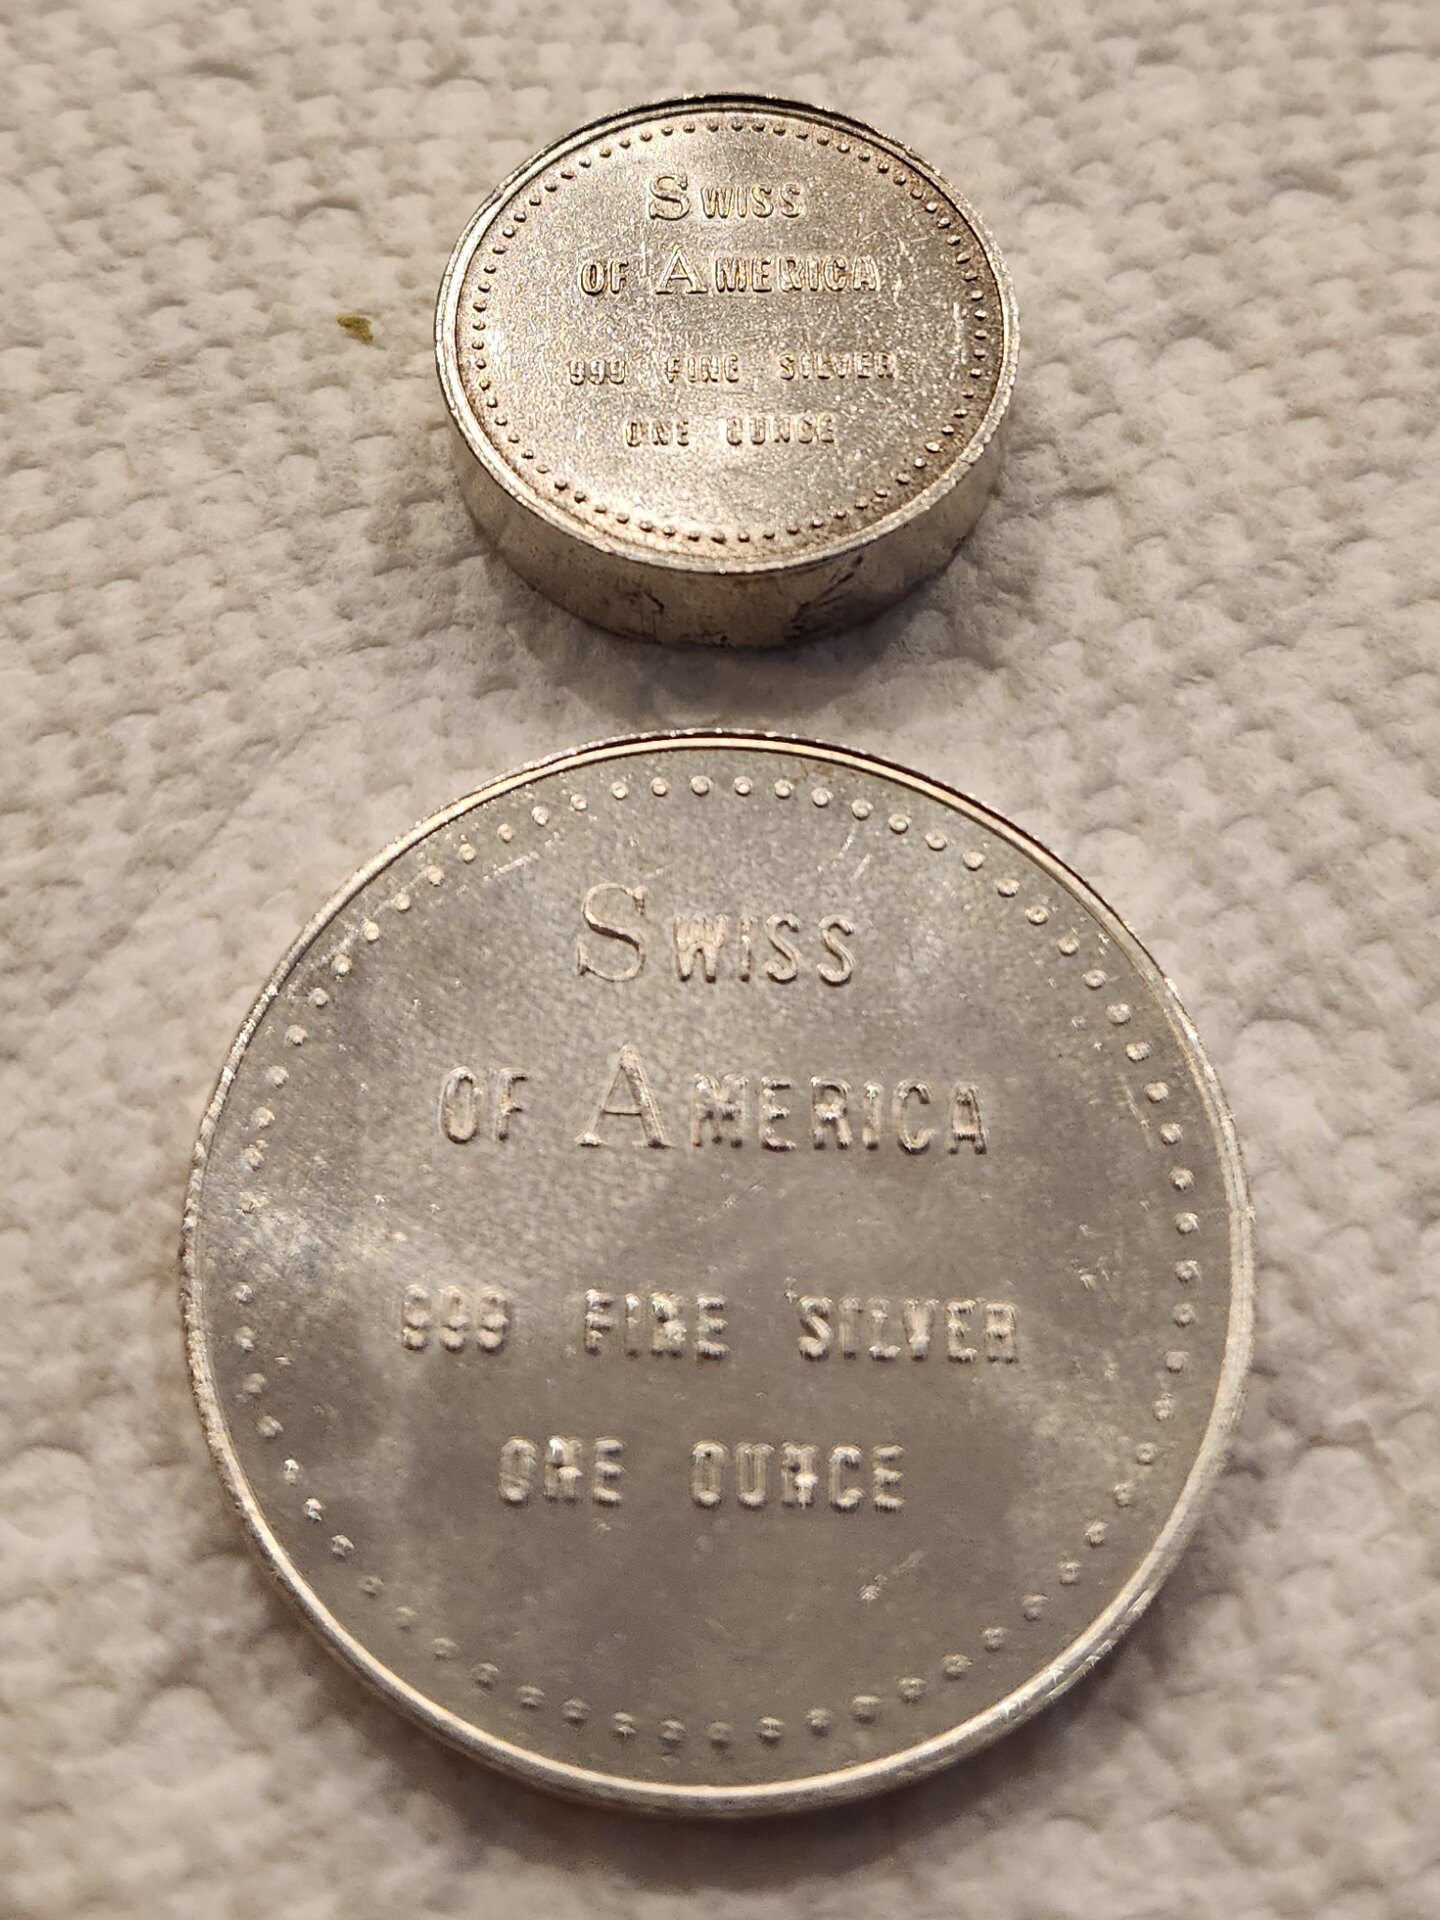 SWISS
OF AMERICA
999 FINE SILVER
ONE OUNCE
SWISS
OF AMERICA
999 FINE SILVER
ONE OUNCE